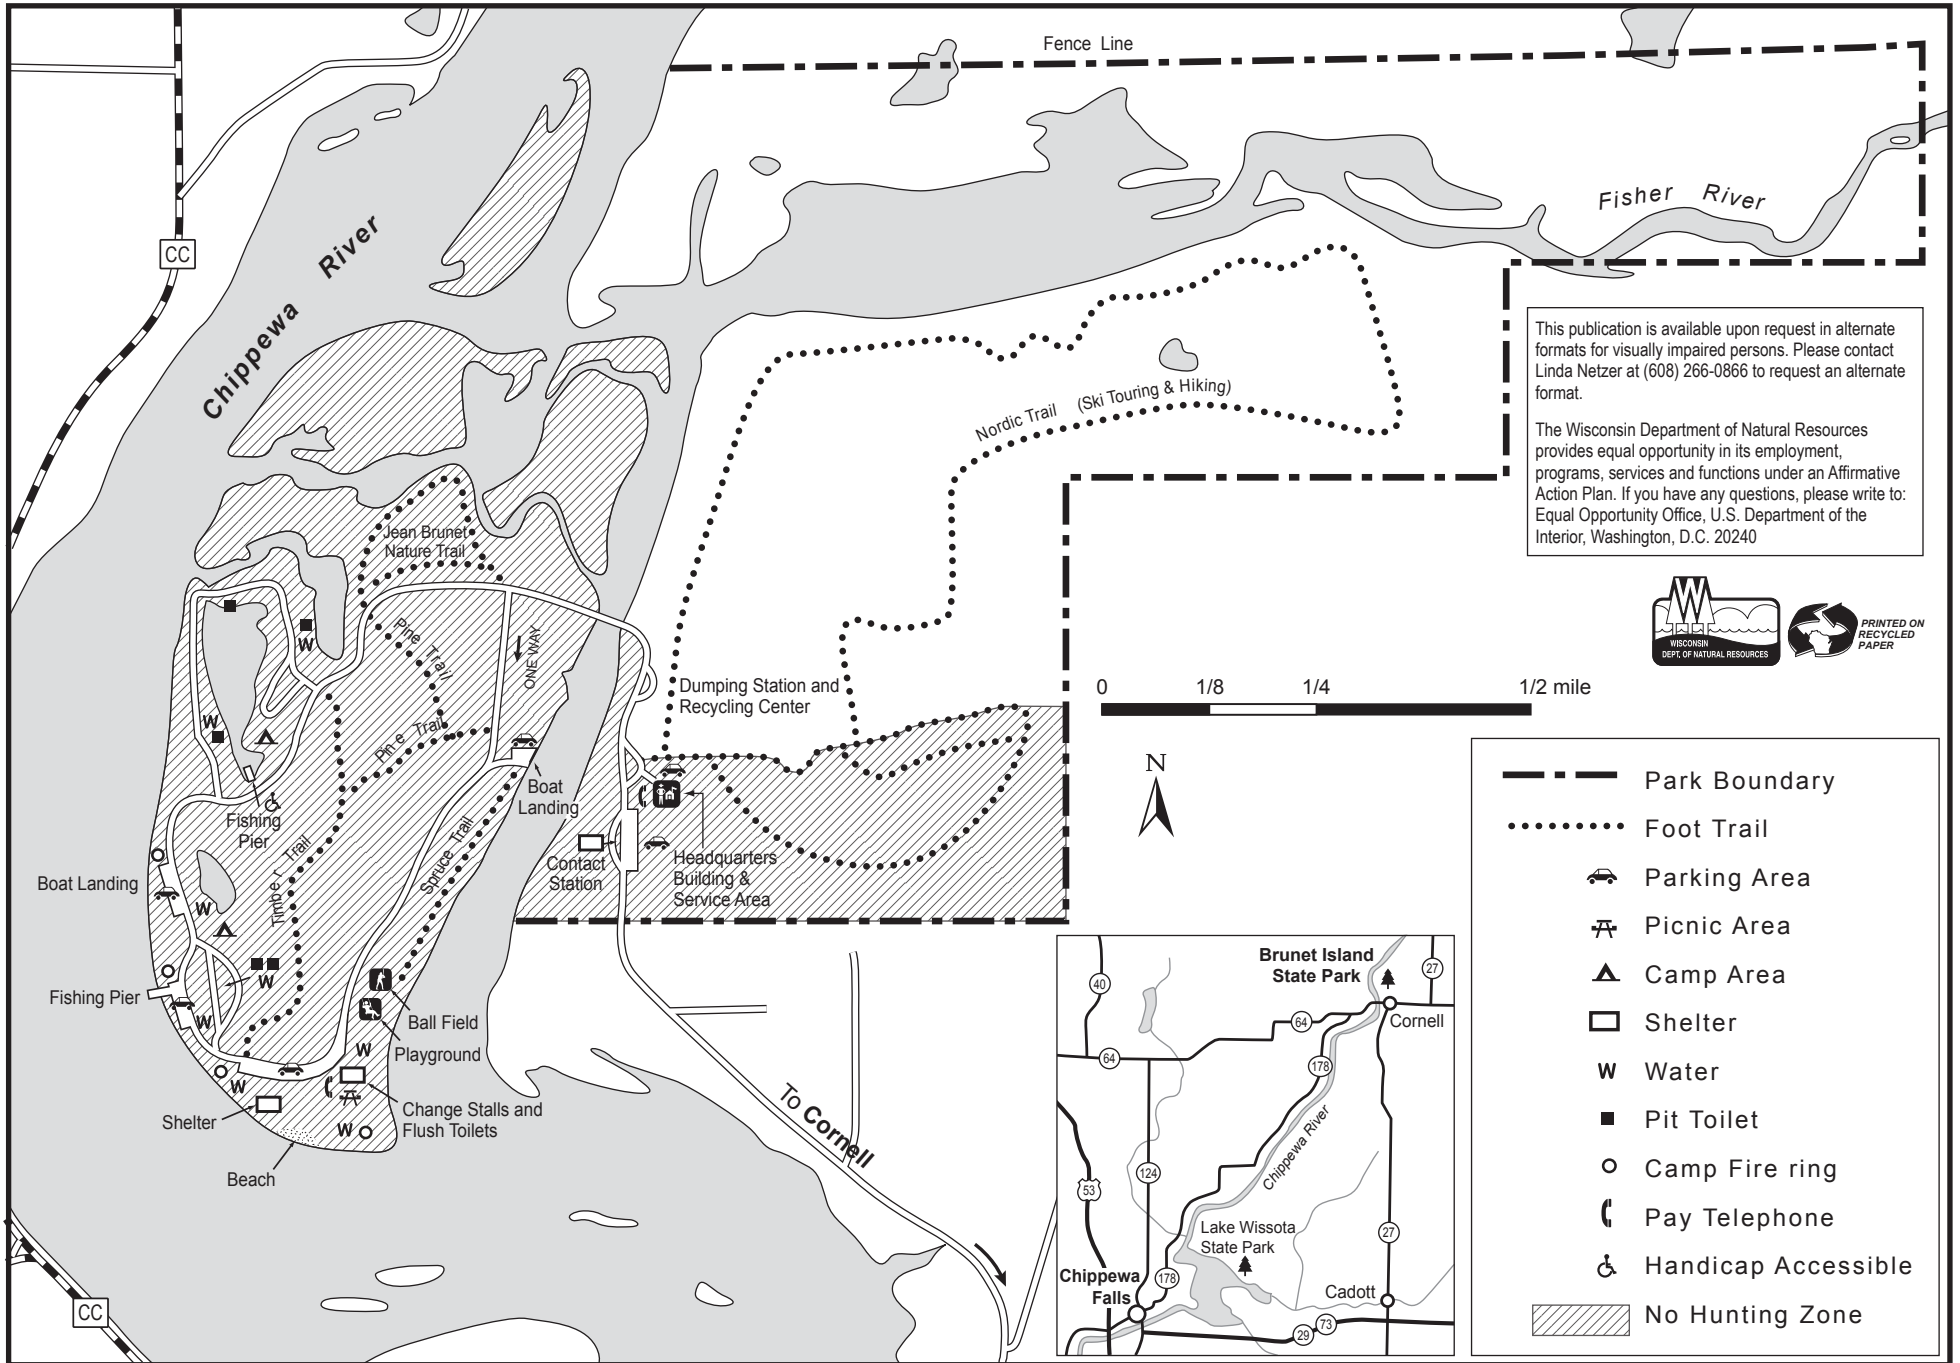 Fence Line
Fisher River
CC
Chippewa River
This publication is available upon request in alternate
formats for visually impaired persons. Please contact
Linda Netzer at (608) 266-0866 to request an alternate
format.
The Wisconsin Department of Natural Resources
provides equal opportunity in its employment,
programs, services and functions under an Affirmative
Action Plan. If you have any questions, please write to:
Equal Opportunity Office, U.S. Department of the
Interior, Washington, D.C. 20240
WISCONSIN
DEPT. OF NATURAL RESOURCES
PRINTED ON
RECYCLED
PAPER
Nordic Trail (Ski Touring & Hiking)
Jean Brunet
Nature Trail
Pine Trail
ONE WAY
W
Dumping Station and
Recycling Center
0 1/8 1/4 1/2 mile
N
W
Pine Trail
Boat
Landing
Fishing
Pier
Timber Trail
Spruce Trail
Contact
Station
Headquarters
Building &
Service Area
Boat Landing
W
W
Fishing Pier
W
Ball Field
Playground
W
W
Shelter
Change Stalls and
Flush Toilets
W
Beach
To Cornell
CC
Brunet Island
State Park
27
40
64
Cornell
64
178
Chippewa River
124
53
27
Lake Wissota
State Park
178
Chippewa
Falls
Cadott
29
73
Park Boundary
Foot Trail
Parking Area
Picnic Area
Camp Area
Shelter
W Water
Pit Toilet
Camp Fire ring
Pay Telephone
Handicap Accessible
No Hunting Zone